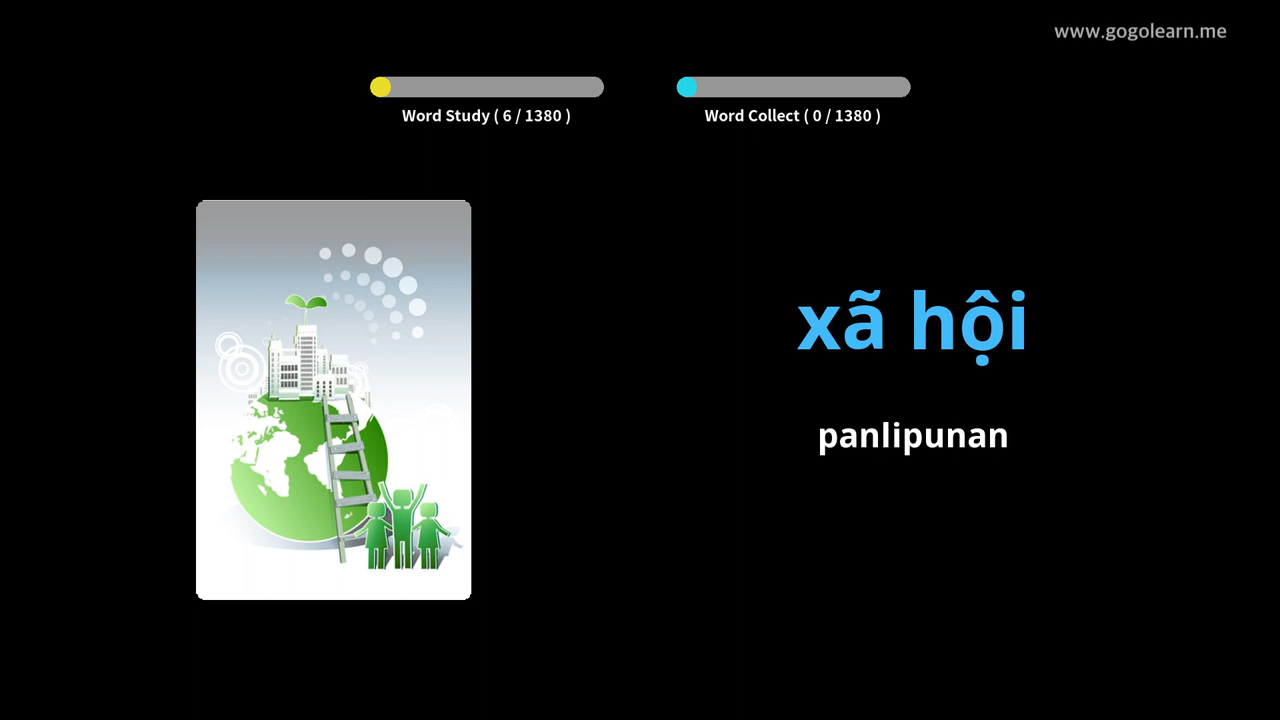 www.gogolearn.me
Word Study ( 6 / 1380 )
Word Collect ( 0 / 1380 )
xã hội
panlipunan